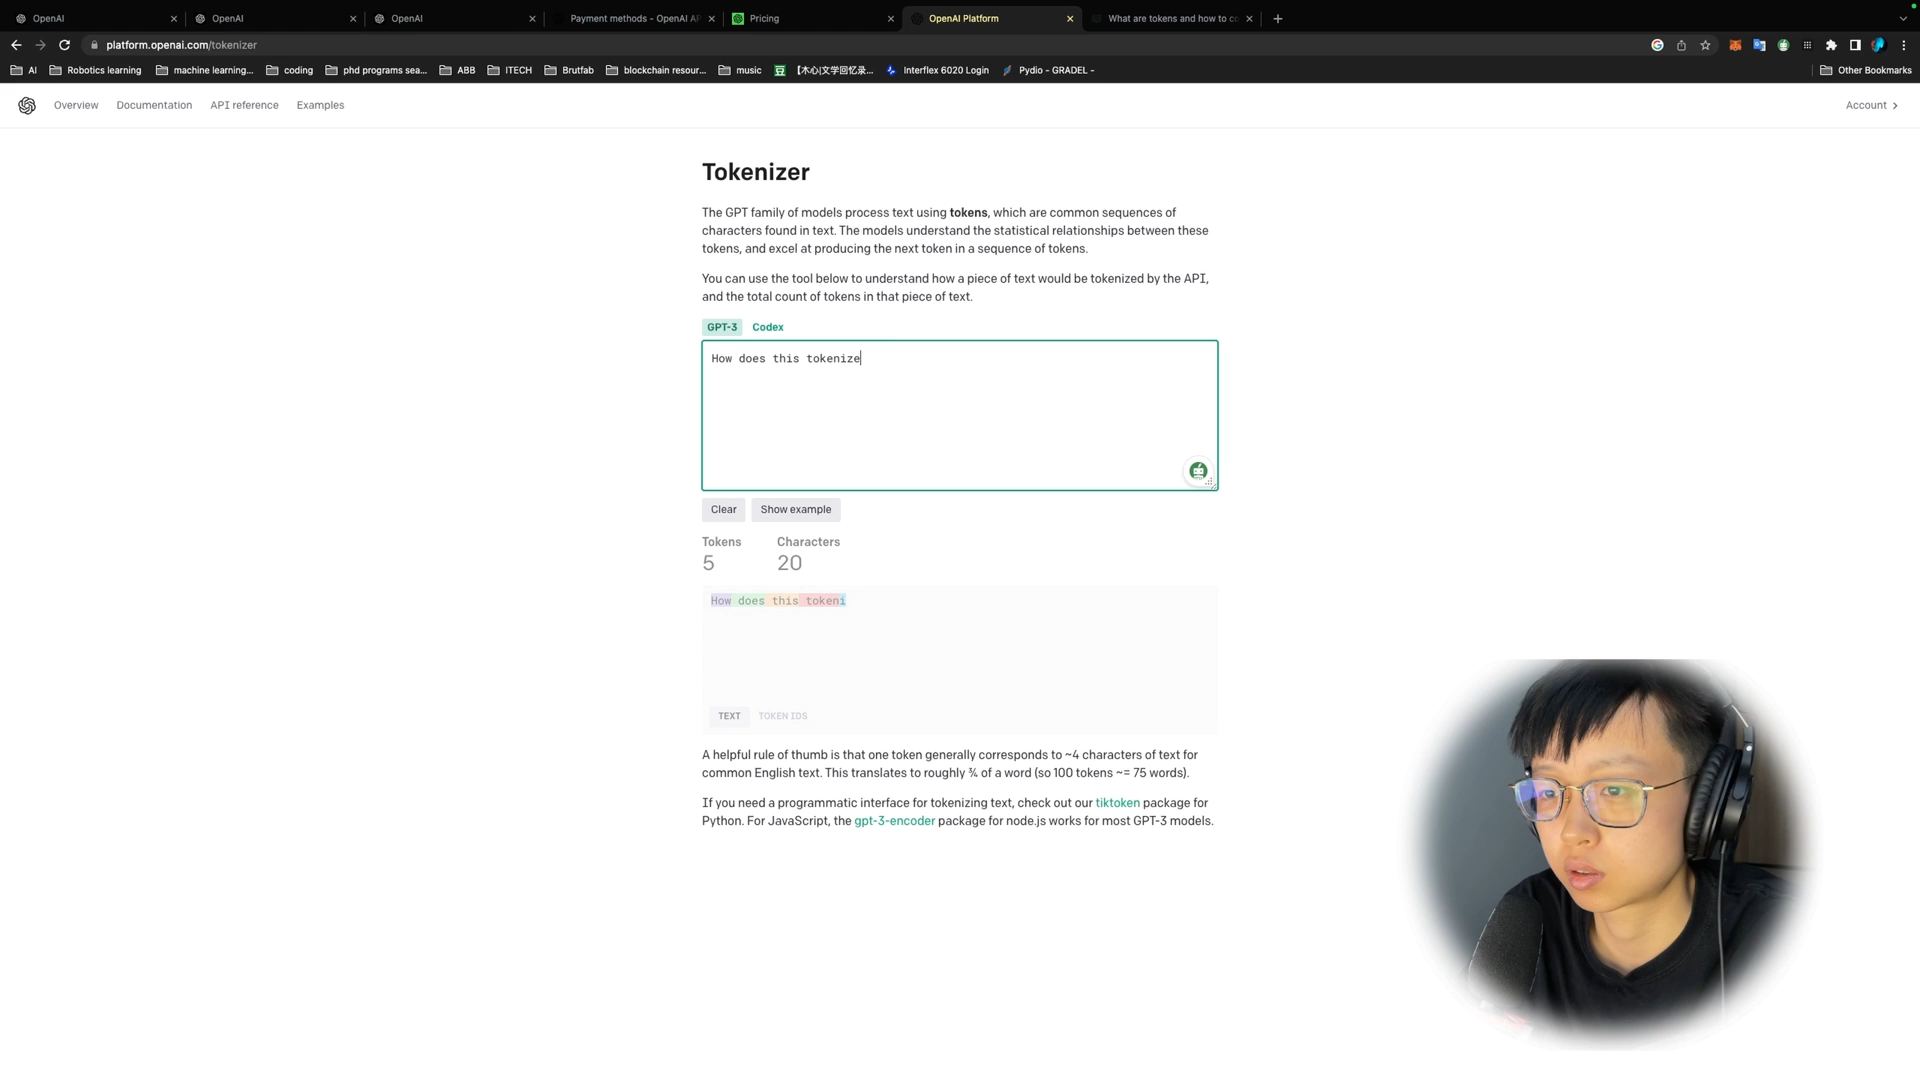 OpenAI
OpenAI
OpenAI
Payment methods - OpenAI AP
Pricing
OpenAI Platform
What are tokens and how to co
platform.openai.com/tokenizer
AI
Robotics learning
machine learning...
coding
phd programs sea...
ABB
ITECH
Brutfab
blockchain resour...
music
【木心|文学回忆录...
Interflex 6020 Login
Pydio - GRADEL -
Other Bookmarks
Overview
Documentation
API reference
Examples
Account
Tokenizer
The GPT family of models process text using tokens, which are common sequences of
characters found in text. The models understand the statistical relationships between these
tokens, and excel at producing the next token in a sequence of tokens.
You can use the tool below to understand how a piece of text would be tokenized by the API,
and the total count of tokens in that piece of text.
GPT-3
Codex
How does this tokenize
Clear
Show example
Tokens
Characters
5
20
How does this tokeni
TEXT
TOKEN IDS
A helpful rule of thumb is that one token generally corresponds to ~4 characters of text for
common English text. This translates to roughly ¾ of a word (so 100 tokens ~= 75 words).
If you need a programmatic interface for tokenizing text, check out our tiktoken package for
Python. For JavaScript, the gpt-3-encoder package for node.js works for most GPT-3 models.